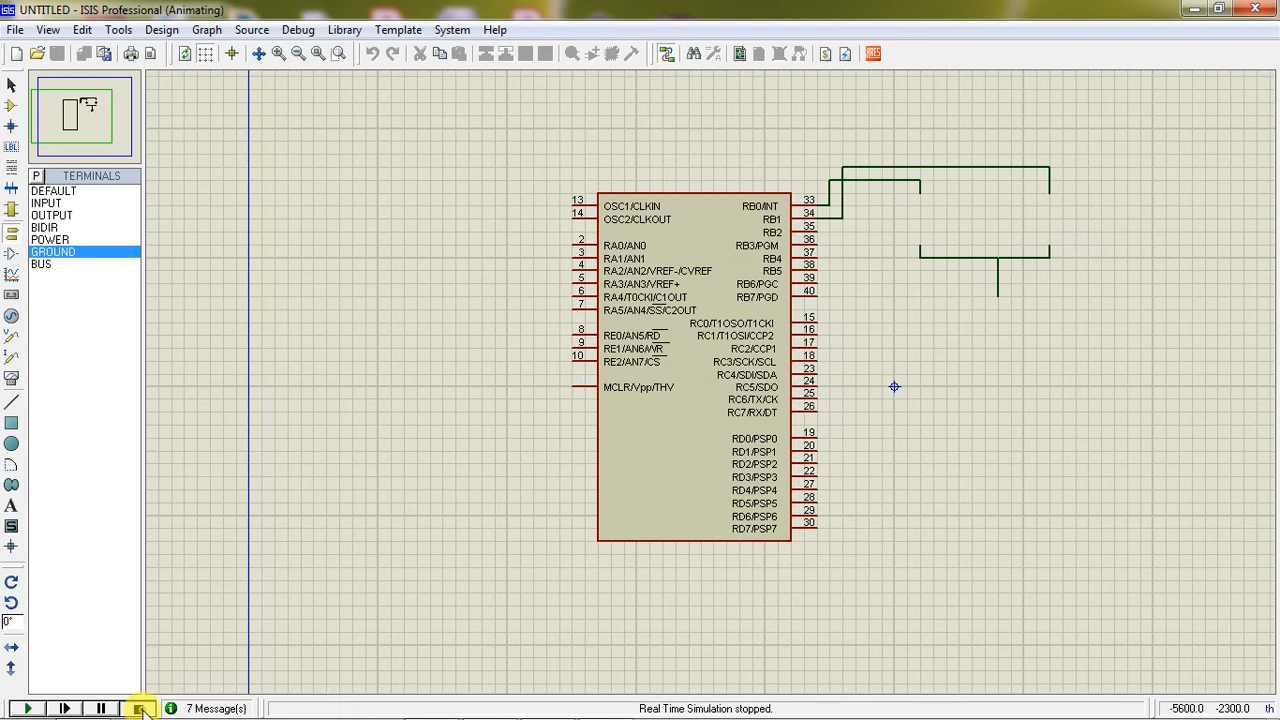 UNTITLED - ISIS Professional (Animating)
File View Edit Tools Design Graph Source Debug Library Template System Help
P TERMINALS
DEFAULT
INPUT
OUTPUT
BIDIR
POWER
GROUND
BUS
LBL
A
S
0°
ARES
13 OSC1/CLKIN RB0/INT 33
14 OSC2/CLKOUT RB1 34
RB2 35
2 RA0/AN0 RB3/PGM 36
3 RA1/AN1 RB4 37
4 RA2/AN2/VREF-/CVREF RB5 38
5 RA3/AN3/VREF+ RB6/PGC 39
6 RA4/T0CKI/C1OUT RB7/PGD 40
7 RA5/AN4/SS/C2OUT
RC0/T1OSO/T1CKI 15
8 RE0/AN5/RD RC1/T1OSI/CCP2 16
9 RE1/AN6/WR RC2/CCP1 17
10 RE2/AN7/CS RC3/SCK/SCL 18
RC4/SDI/SDA 23
MCLR/Vpp/THV RC5/SDO 24
RC6/TX/CK 25
RC7/RX/DT 26
RD0/PSP0 19
RD1/PSP1 20
RD2/PSP2 21
RD3/PSP3 22
RD4/PSP4 27
RD5/PSP5 28
RD6/PSP6 29
RD7/PSP7 30
7 Message(s) Real Time Simulation stopped. -5600.0 -2300.0 th